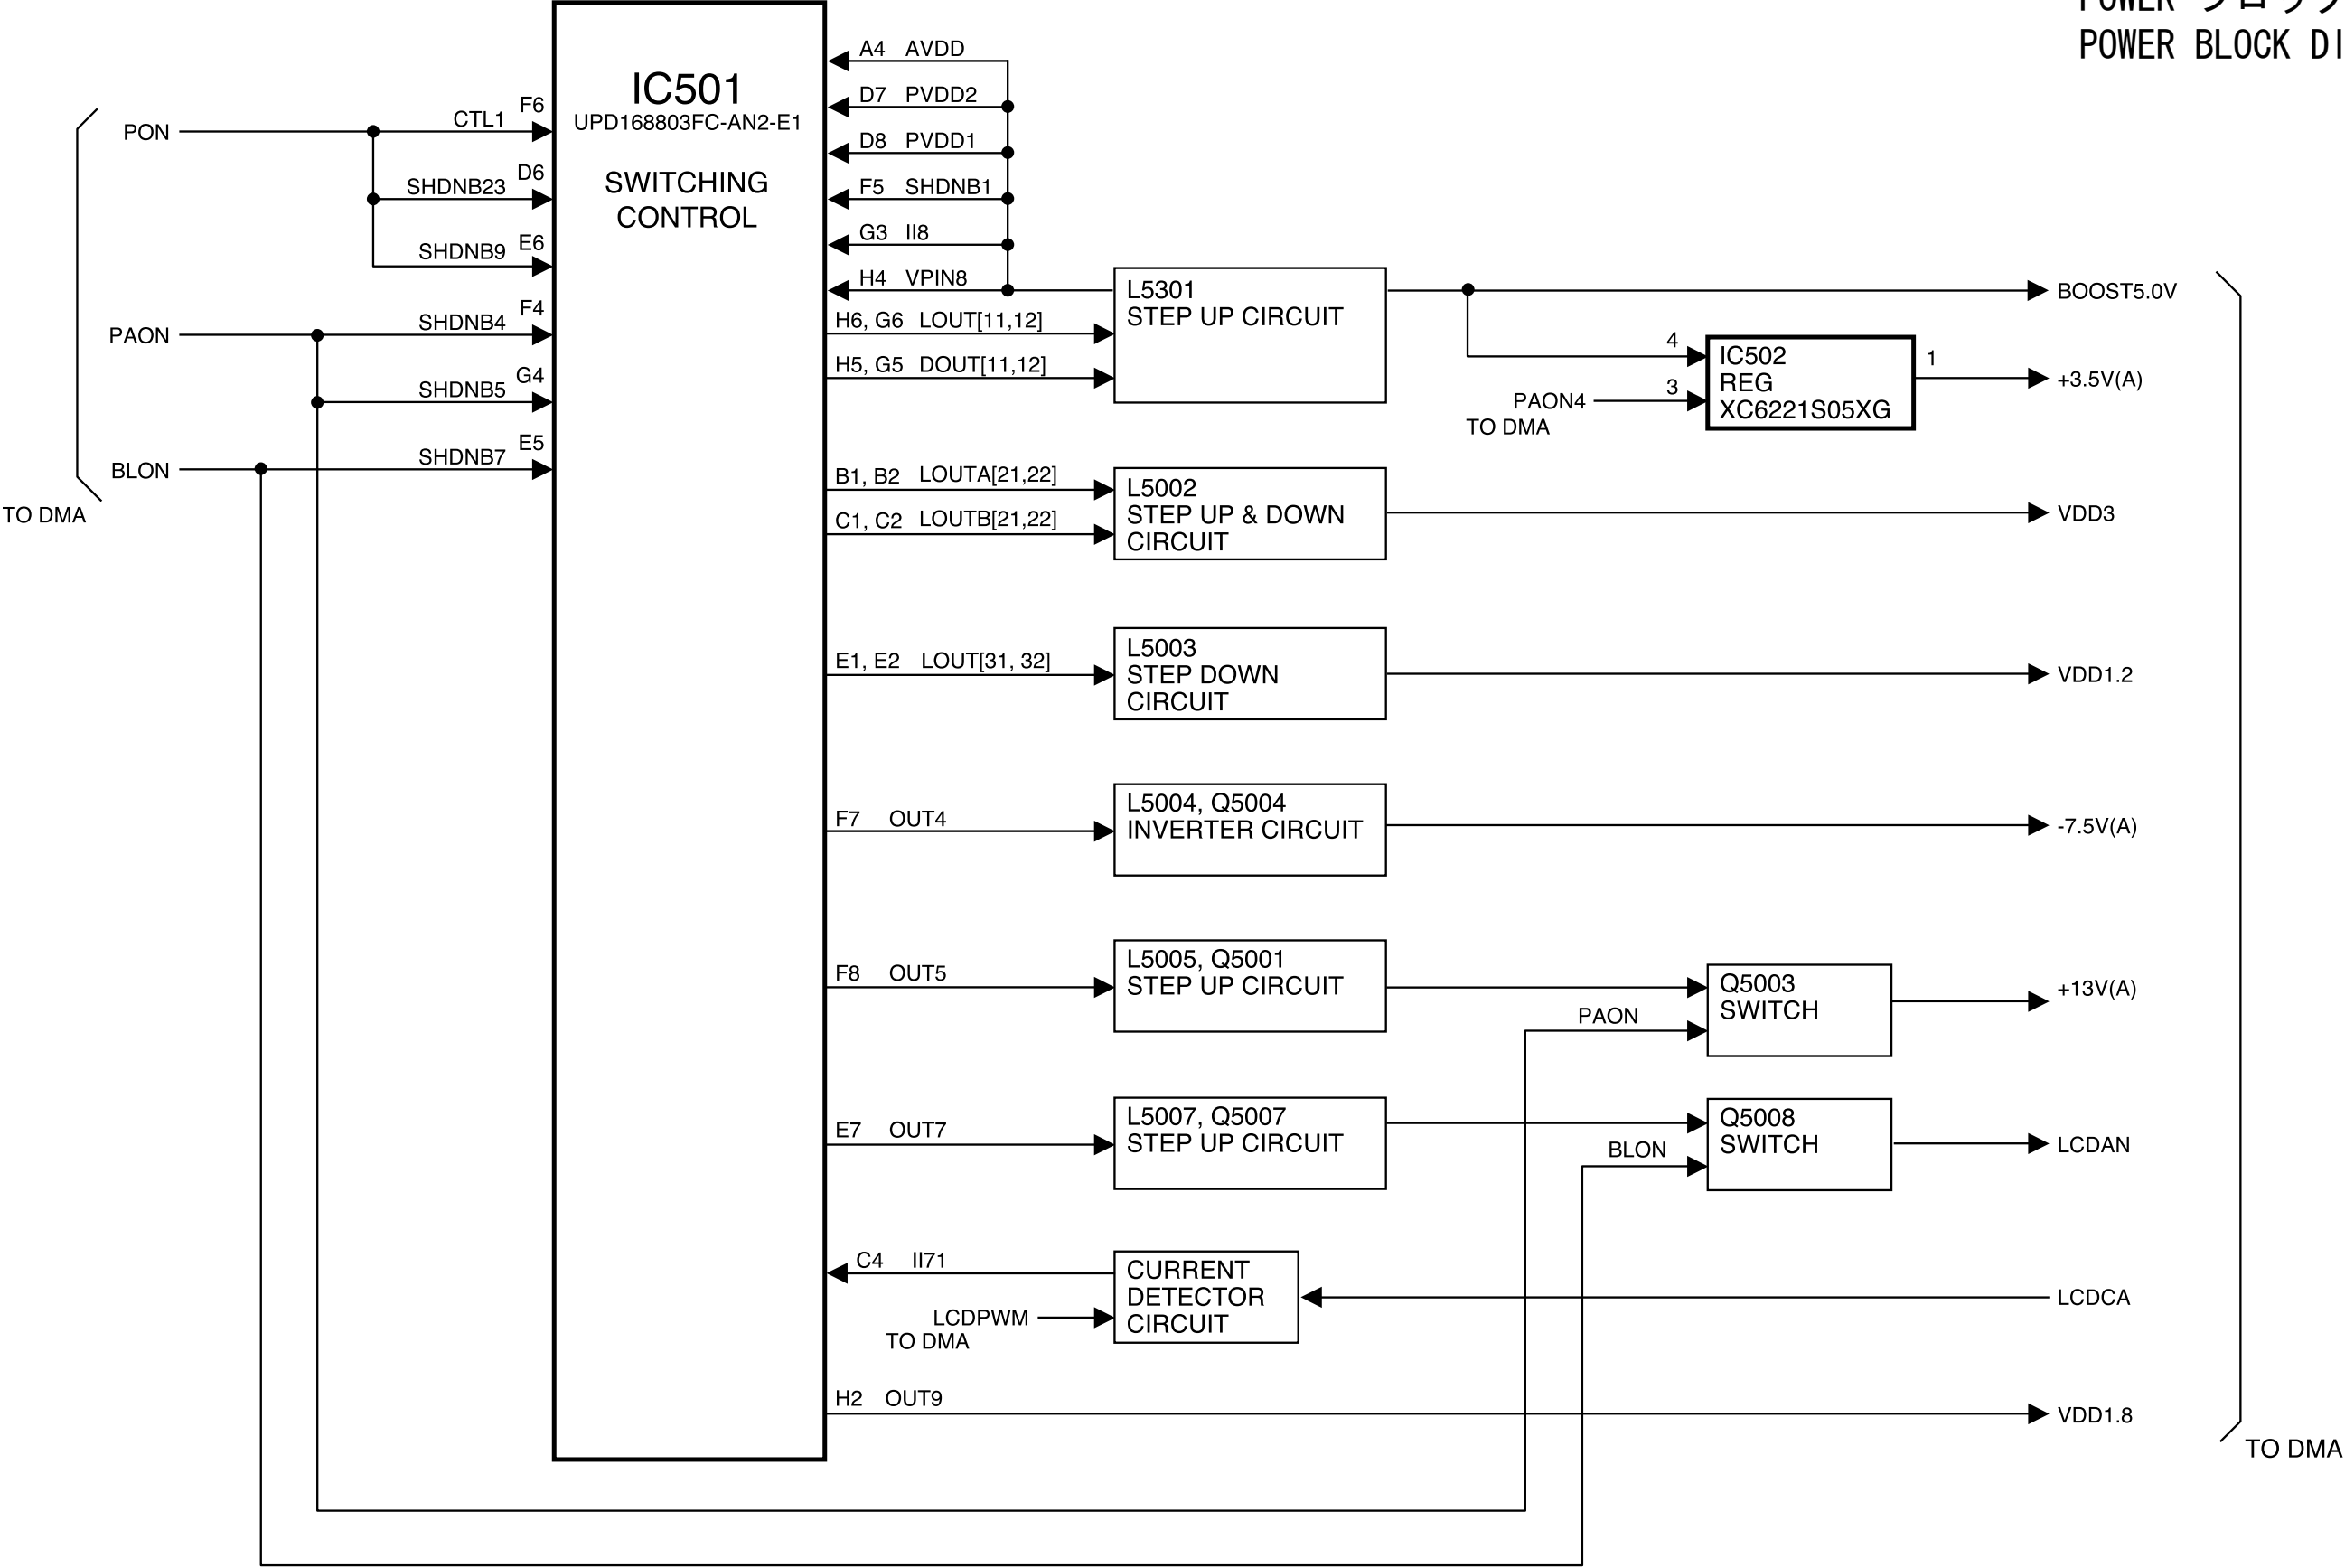 POWER ブロック
POWER BLOCK DI
IC501
UPD168803FC-AN2-E1
SWITCHING
CONTROL
PON
CTL1 F6
SHDNB23 D6
SHDNB9 E6
PAON
SHDNB4 F4
SHDNB5 G4
BLON
SHDNB7 E5
TO DMA
A4 AVDD
D7 PVDD2
D8 PVDD1
F5 SHDNB1
G3 II8
H4 VPIN8
H6, G6 LOUT[11,12]
H5, G5 DOUT[11,12]
L5301
STEP UP CIRCUIT
BOOST5.0V
4
3
PAON4
TO DMA
IC502
REG
XC6221S05XG
1
+3.5V(A)
B1, B2 LOUTA[21,22]
C1, C2 LOUTB[21,22]
L5002
STEP UP & DOWN
CIRCUIT
VDD3
E1, E2 LOUT[31, 32]
L5003
STEP DOWN
CIRCUIT
VDD1.2
F7 OUT4
L5004, Q5004
INVERTER CIRCUIT
-7.5V(A)
F8 OUT5
L5005, Q5001
STEP UP CIRCUIT
PAON
Q5003
SWITCH
+13V(A)
E7 OUT7
L5007, Q5007
STEP UP CIRCUIT
BLON
Q5008
SWITCH
LCDAN
C4 II71
LCDPWM
TO DMA
CURRENT
DETECTOR
CIRCUIT
LCDCA
H2 OUT9
VDD1.8
TO DMA